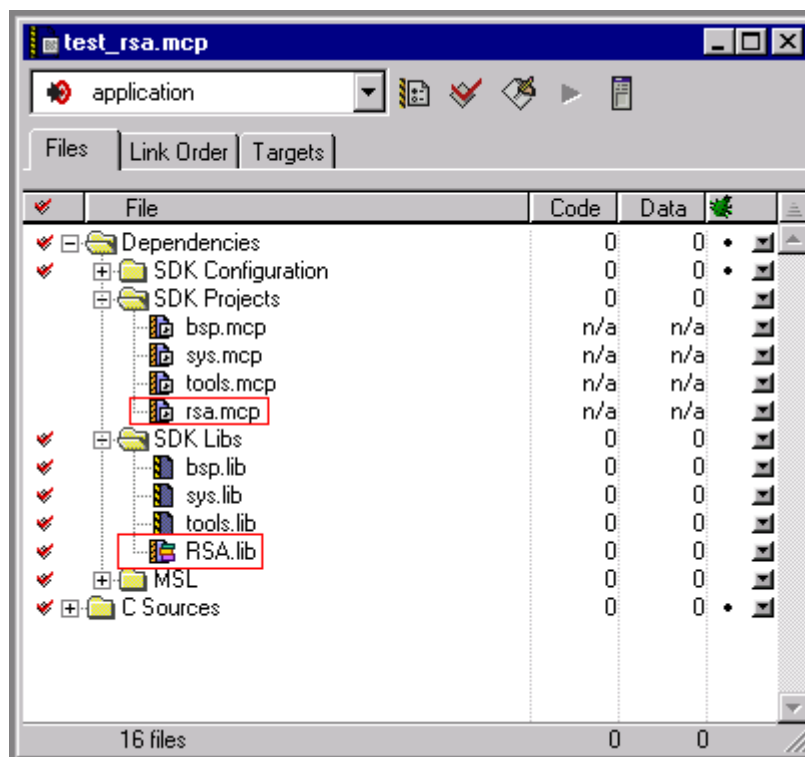 test_rsa.mcp
application
Files Link Order Targets
File Code Data
Dependencies 0 0
SDK Configuration 0 0
SDK Projects 0 0
bsp.mcp n/a n/a
sys.mcp n/a n/a
tools.mcp n/a n/a
rsa.mcp n/a n/a
SDK Libs 0 0
bsp.lib 0 0
sys.lib 0 0
tools.lib 0 0
RSA.lib 0 0
MSL 0 0
C Sources 0 0
16 files 0 0